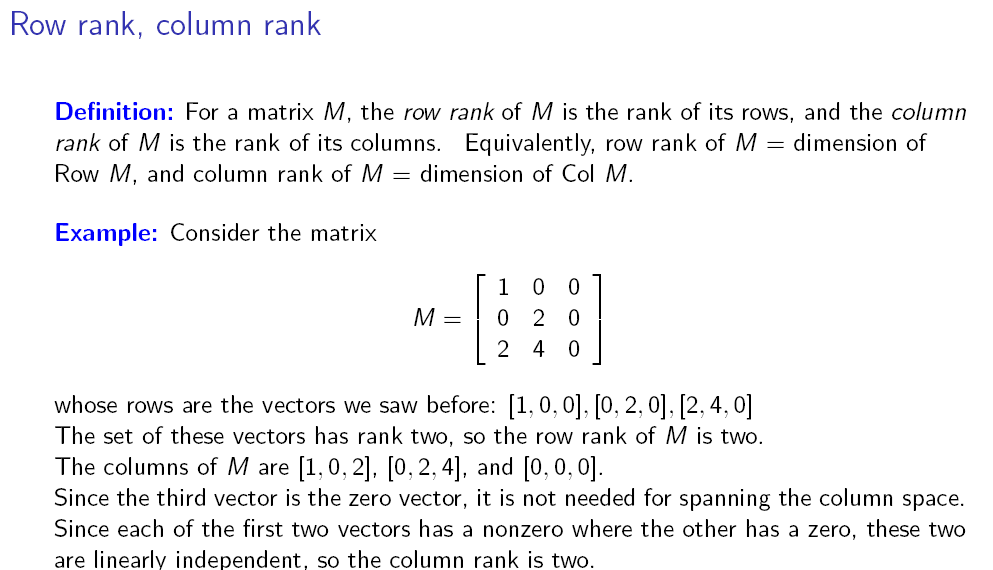 Row rank, column rank
Definition: For a matrix M, the row rank of M is the rank of its rows, and the column
rank of M is the rank of its columns. Equivalently, row rank of M = dimension of
Row M, and column rank of M = dimension of Col M.
Example: Consider the matrix
1 0 0
M = 0 2 0
2 4 0
whose rows are the vectors we saw before: [1, 0, 0], [0, 2, 0], [2, 4, 0]
The set of these vectors has rank two, so the row rank of M is two.
The columns of M are [1, 0, 2], [0, 2, 4], and [0, 0, 0].
Since the third vector is the zero vector, it is not needed for spanning the column space.
Since each of the first two vectors has a nonzero where the other has a zero, these two
are linearly independent, so the column rank is two.